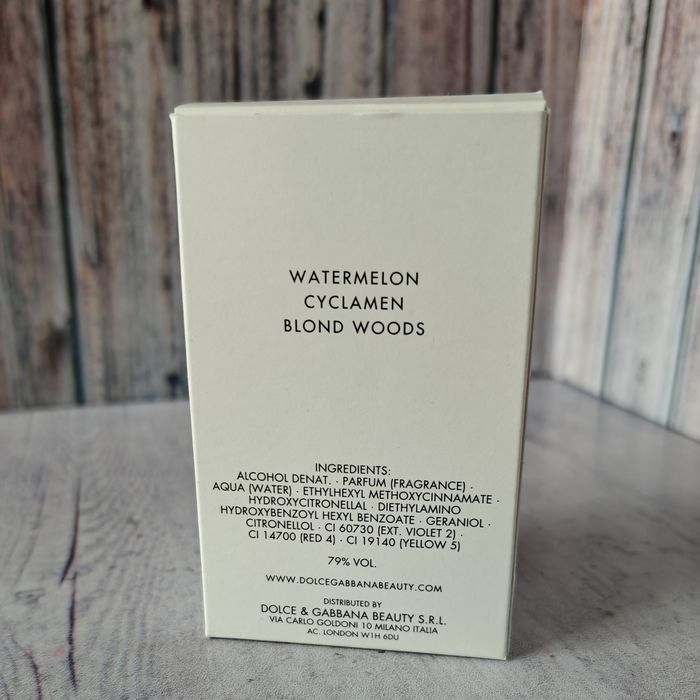 WATERMELON
CYCLAMEN
BLOND WOODS
INGREDIENTS:
ALCOHOL DENAT. · PARFUM (FRAGRANCE) ·
AQUA (WATER) · ETHYLHEXYL METHOXYCINNAMATE ·
HYDROXYCITRONELLAL · DIETHYLAMINO
HYDROXYBENZOYL HEXYL BENZOATE · GERANIOL ·
CITRONELLOL · CI 60730 (EXT. VIOLET 2) ·
CI 14700 (RED 4) · CI 19140 (YELLOW 5)
79% VOL.
WWW.DOLCEGABBANABEAUTY.COM
DISTRIBUTED BY
DOLCE & GABBANA BEAUTY S.R.L.
VIA CARLO GOLDONI 10 MILANO ITALIA
AC. LONDON W1H 6DU